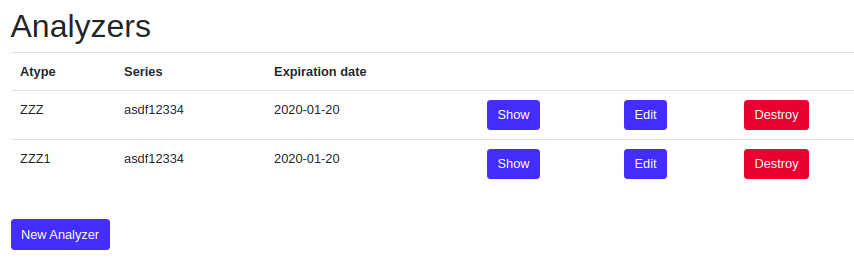 Analyzers
Atype Series Expiration date
ZZZ asdf12334 2020-01-20 Show Edit Destroy
ZZZ1 asdf12334 2020-01-20 Show Edit Destroy
New Analyzer